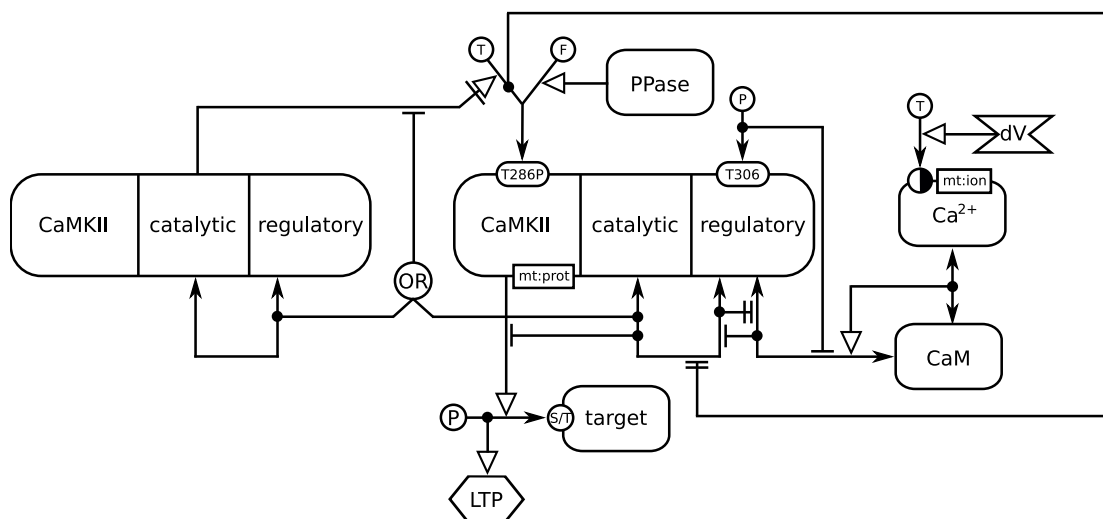 T
F
PPase
P
T
dV
T286P
T306
mt:ion
Ca2+
CaMKII
catalytic
regulatory
CaMKII
catalytic
regulatory
mt:prot
OR
CaM
P
S/T
target
LTP